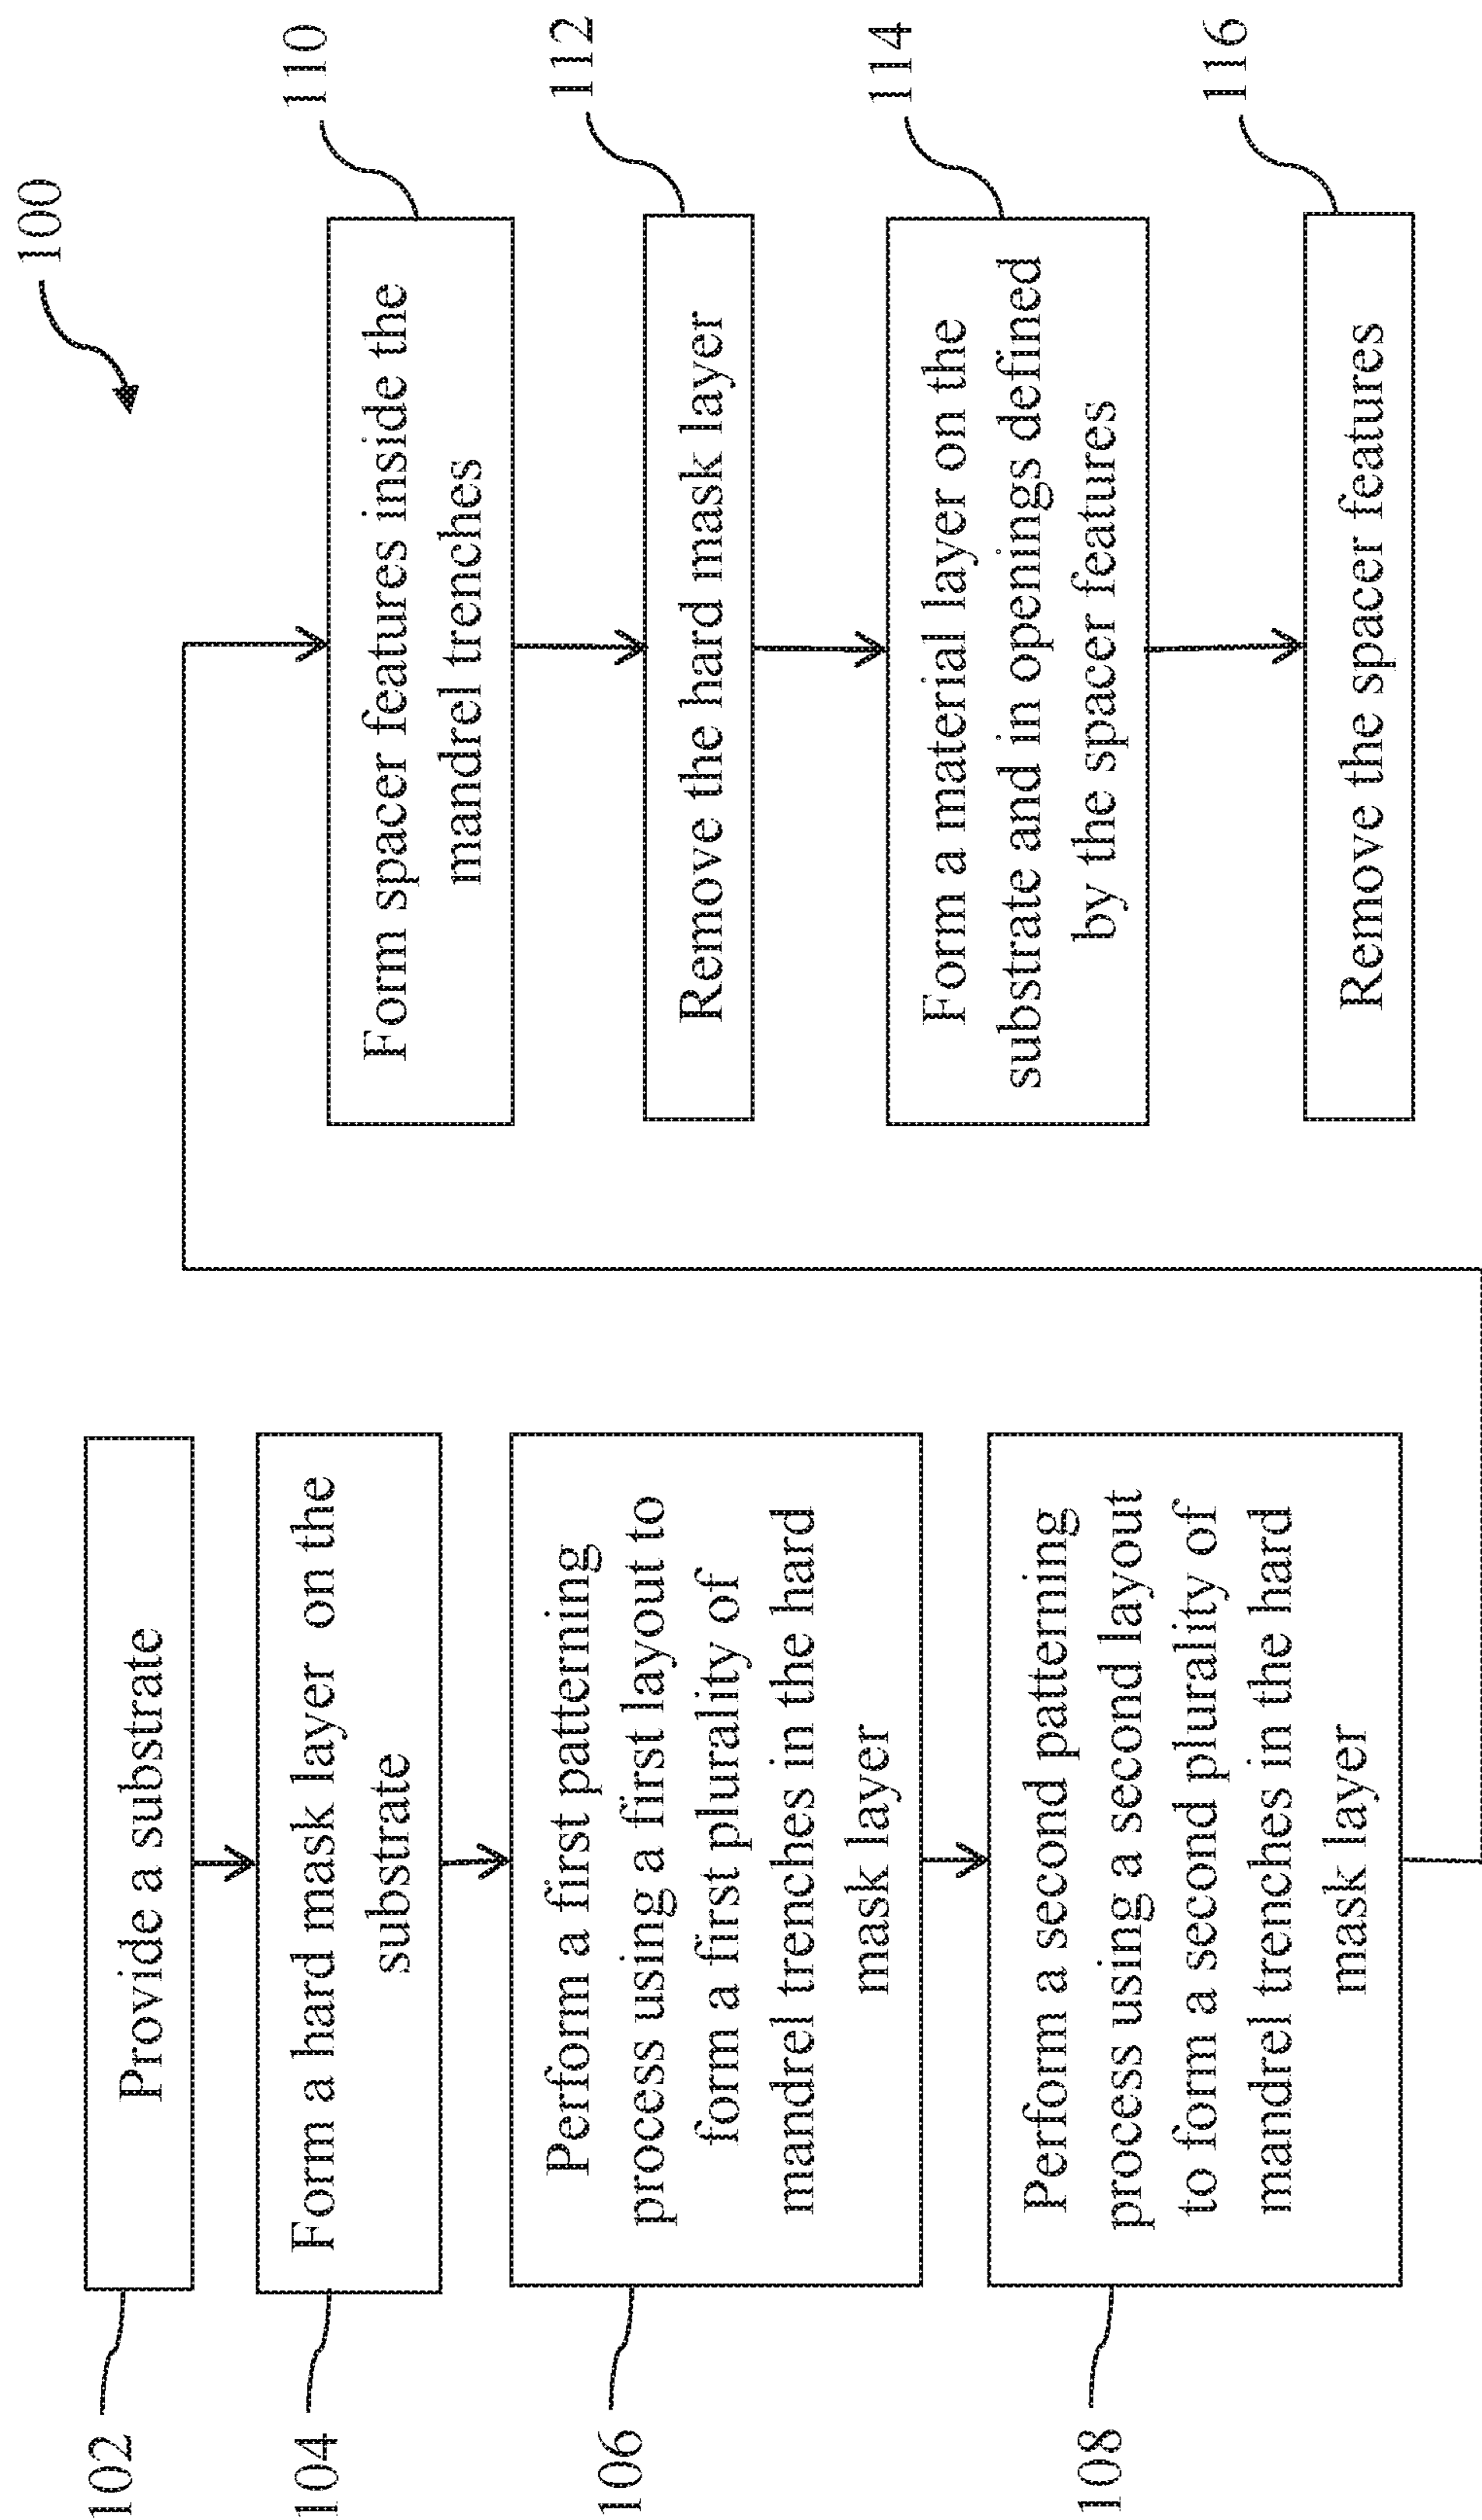 100
102
Provide a substrate
104
Form a hard mask layer on the
substrate
106
Perform a first patterning
process using a first layout to
form a first plurality of
mandrel trenches in the hard
mask layer
108
Perform a second patterning
process using a second layout
to form a second plurality of
mandrel trenches in the hard
mask layer
110
Form spacer features inside the
mandrel trenches
112
Remove the hard mask layer
114
Form a material layer on the
substrate and in openings defined
by the spacer features
116
Remove the spacer features